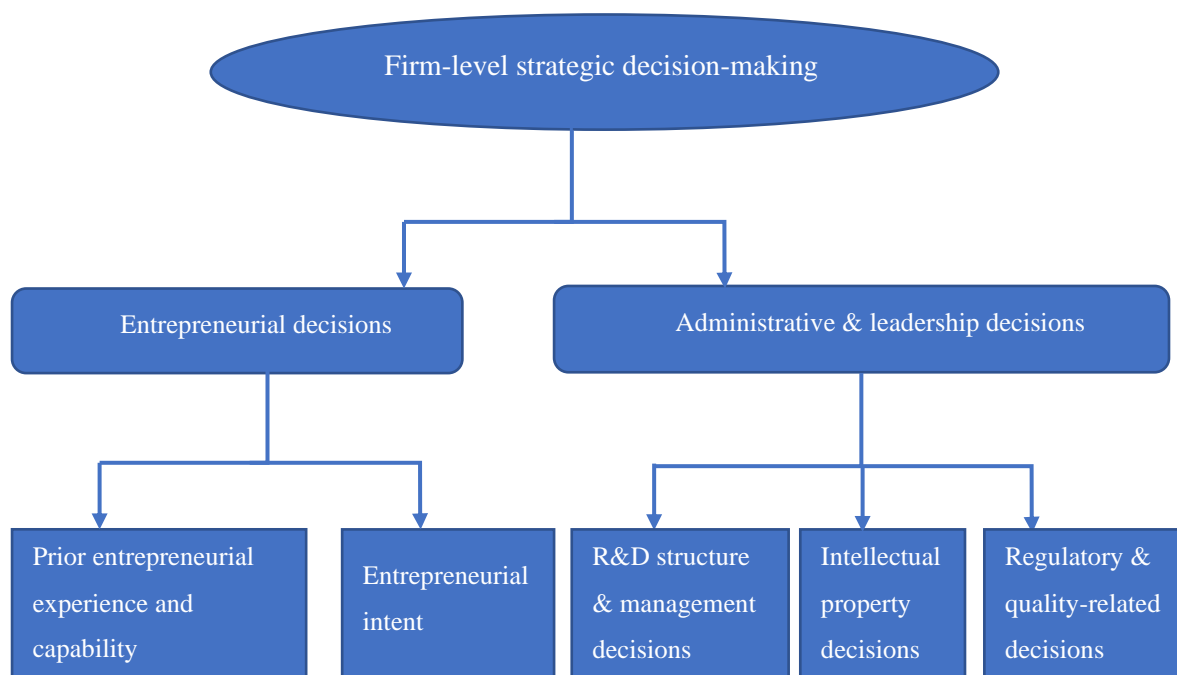 Firm-level strategic decision-making
Entrepreneurial decisions
Administrative & leadership decisions
Prior entrepreneurial
experience and
capability
Entrepreneurial
intent
R&D structure
& management
decisions
Intellectual
property
decisions
Regulatory &
quality-related
decisions